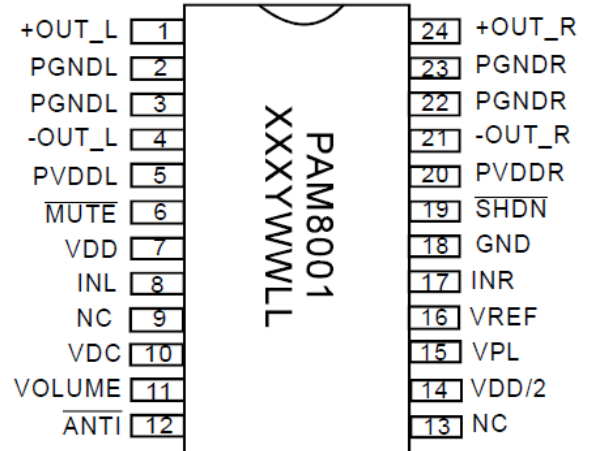 +OUT_L 1 24 +OUT_R
PGNDL 2 23 PGNDR
PGNDL 3 22 PGNDR
-OUT_L 4 21 -OUT_R
PVDDL 5 20 PVDDR
MUTE 6 19 SHDN
VDD 7 18 GND
INL 8 17 INR
NC 9 16 VREF
VDC 10 15 VPL
VOLUME 11 14 VDD/2
ANTI 12 13 NC
PAM8001
XXXYWWLL